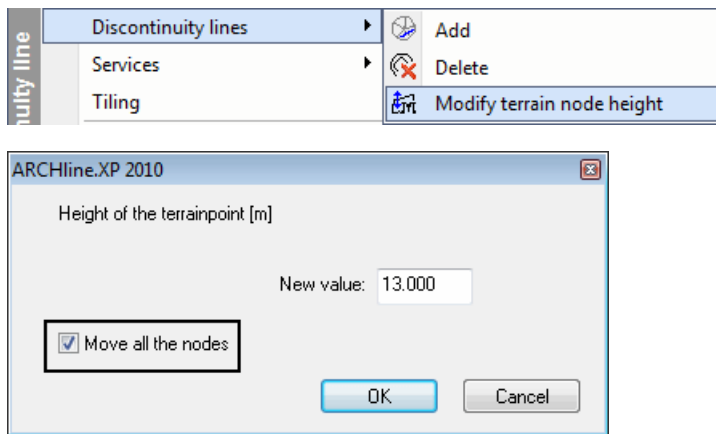 nuity line
Discontinuity lines
Add
Services
Delete
Tiling
Modify terrain node height
ARCHline.XP 2010
Height of the terrainpoint [m]
New value: 13.000
Move all the nodes
OK Cancel